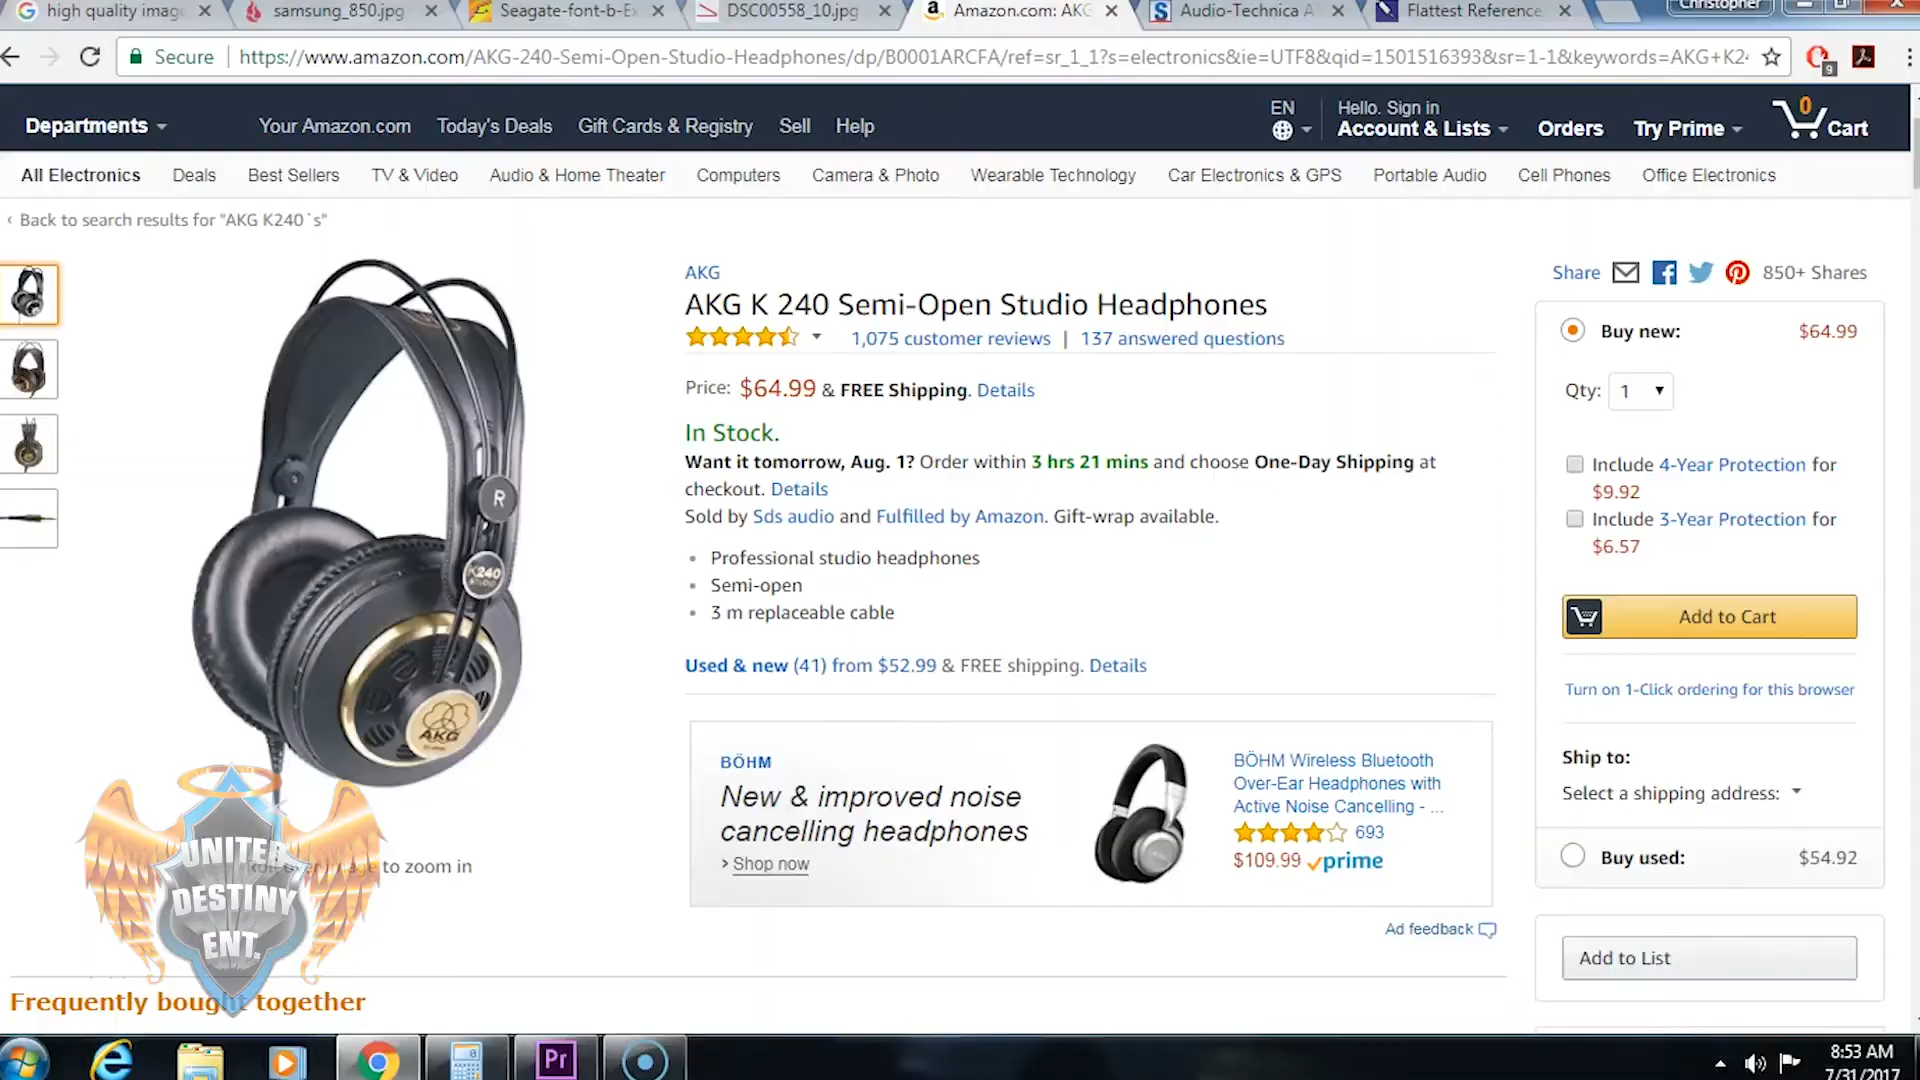 high quality imag
samsung_850.jpg
Seagate-font-b-E
DSC00558_10.jpg
Amazon.com: AKG
Audio-Technica A
Flattest Reference
Christopher
Secure
https://www.amazon.com/AKG-240-Semi-Open-Studio-Headphones/dp/B0001ARCFA/ref=sr_1_1?s=electronics&ie=UTF8&qid=1501516393&sr=1-1&keywords=AKG+K24
9
Departments
Your Amazon.com
Today's Deals
Gift Cards & Registry
Sell
Help
EN
Hello. Sign in
Account & Lists
Orders
Try Prime
0
Cart
All Electronics
Deals
Best Sellers
TV & Video
Audio & Home Theater
Computers
Camera & Photo
Wearable Technology
Car Electronics & GPS
Portable Audio
Cell Phones
Office Electronics
‹ Back to search results for "AKG K240`s"
R
K240
STUDIO
AKG
AKG
AKG K 240 Semi-Open Studio Headphones
1,075 customer reviews | 137 answered questions
Price: $64.99 & FREE Shipping. Details
In Stock.
Want it tomorrow, Aug. 1? Order within 3 hrs 21 mins and choose One-Day Shipping at
checkout. Details
Sold by Sds audio and Fulfilled by Amazon. Gift-wrap available.
• Professional studio headphones
• Semi-open
• 3 m replaceable cable
Used & new (41) from $52.99 & FREE shipping. Details
BÖHM
New & improved noise
cancelling headphones
› Shop now
BÖHM Wireless Bluetooth
Over-Ear Headphones with
Active Noise Cancelling - ...
693
$109.99 prime
Ad feedback
Share
850+ Shares
Buy new: $64.99
Qty: 1
Include 4-Year Protection for
$9.92
Include 3-Year Protection for
$6.57
Add to Cart
Turn on 1-Click ordering for this browser
Ship to:
Select a shipping address:
Buy used: $54.92
Add to List
to zoom in
UNITED
DESTINY
ENT.
Frequently bought together
Pr
8:53 AM
7/31/2017